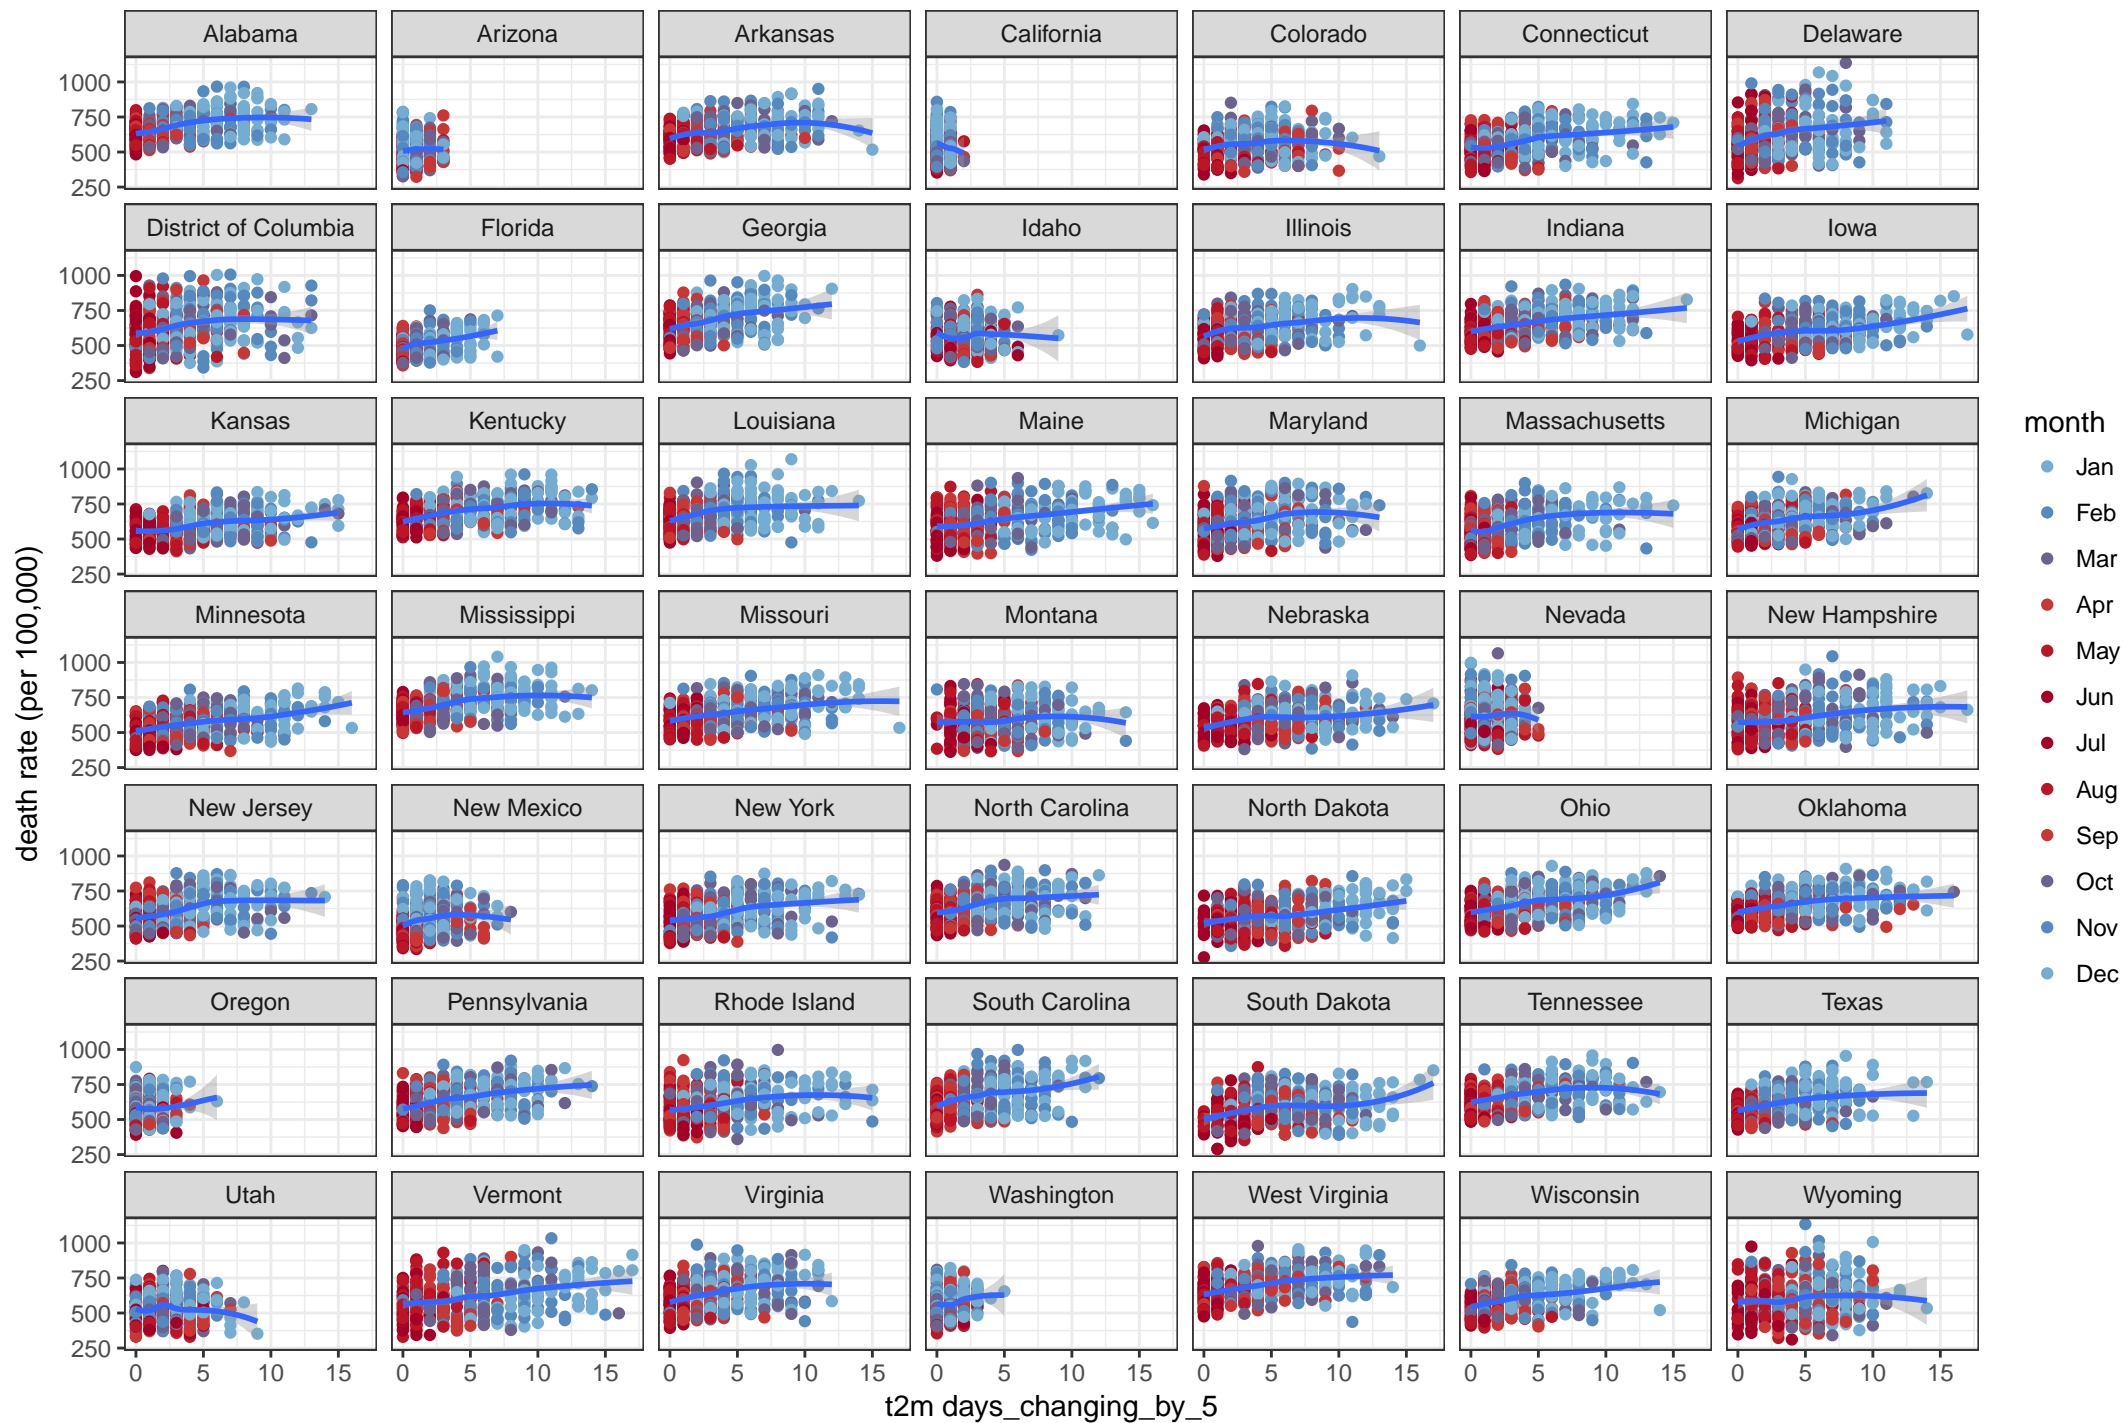 Alabama Arizona Arkansas California Colorado Connecticut Delaware
1000
750
500
250
District of Columbia Florida Georgia Idaho Illinois Indiana Iowa
1000
750
500
250
Kansas Kentucky Louisiana Maine Maryland Massachusetts Michigan
1000
750
500
250
Minnesota Mississippi Missouri Montana Nebraska Nevada New Hampshire
1000
750
500
250
New Jersey New Mexico New York North Carolina North Dakota Ohio Oklahoma
1000
750
500
250
Oregon Pennsylvania Rhode Island South Carolina South Dakota Tennessee Texas
1000
750
500
250
Utah Vermont Virginia Washington West Virginia Wisconsin Wyoming
1000
750
500
250
0 5 10 15 0 5 10 15 0 5 10 15 0 5 10 15 0 5 10 15 0 5 10 15 0 5 10 15
t2m days_changing_by_5
death rate (per 100,000)
month
Jan
Feb
Mar
Apr
May
Jun
Jul
Aug
Sep
Oct
Nov
Dec